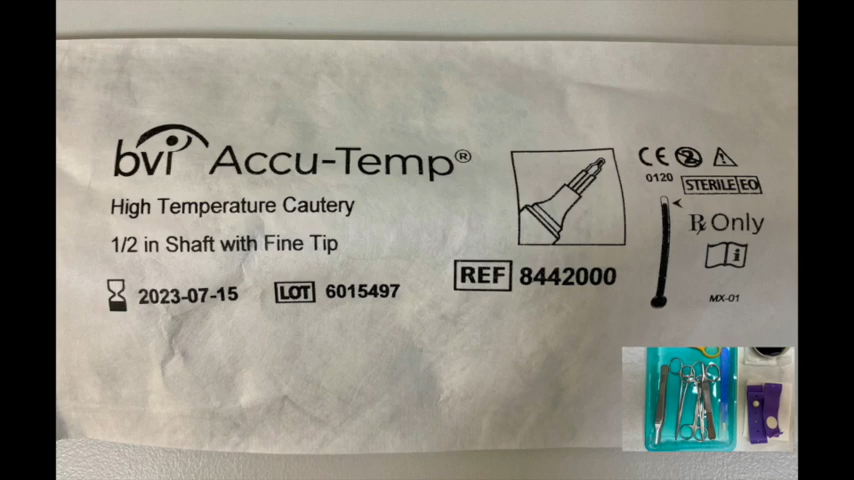 bvi Accu-Temp®
High Temperature Cautery
1/2 in Shaft with Fine Tip
2023-07-15 LOT 6015497
REF 8442000
CE
0120
STERILE EO
Rx Only
MX-01